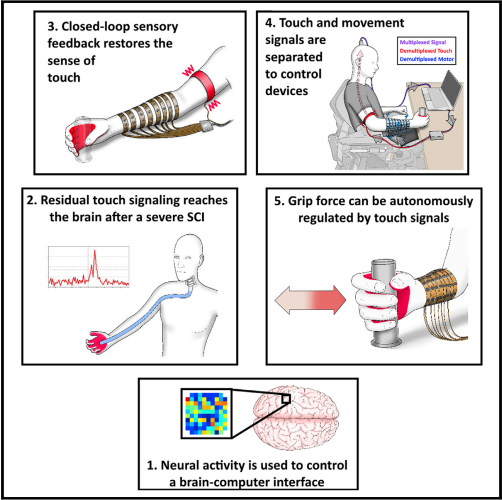 3. Closed-loop sensory
feedback restores the
sense of
touch
4. Touch and movement
signals are
separated
to control
devices
Multiplexed Signal
Demultiplexed Touch
Demultiplexed Motor
2. Residual touch signaling reaches
the brain after a severe SCI
5. Grip force can be autonomously
regulated by touch signals
1. Neural activity is used to control
a brain-computer interface